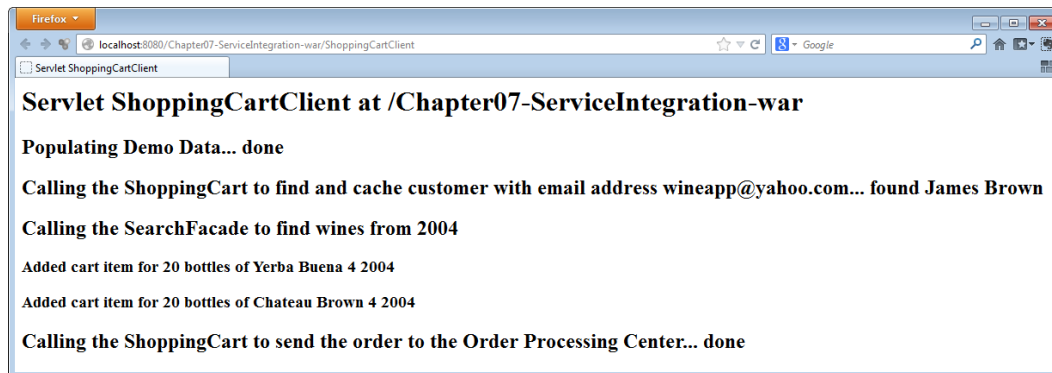 Firefox
localhost:8080/Chapter07-ServiceIntegration-war/ShoppingCartClient
Google
Servlet ShoppingCartClient
Servlet ShoppingCartClient at /Chapter07-ServiceIntegration-war
Populating Demo Data... done
Calling the ShoppingCart to find and cache customer with email address wineapp@yahoo.com... found James Brown
Calling the SearchFacade to find wines from 2004
Added cart item for 20 bottles of Yerba Buena 4 2004
Added cart item for 20 bottles of Chateau Brown 4 2004
Calling the ShoppingCart to send the order to the Order Processing Center... done